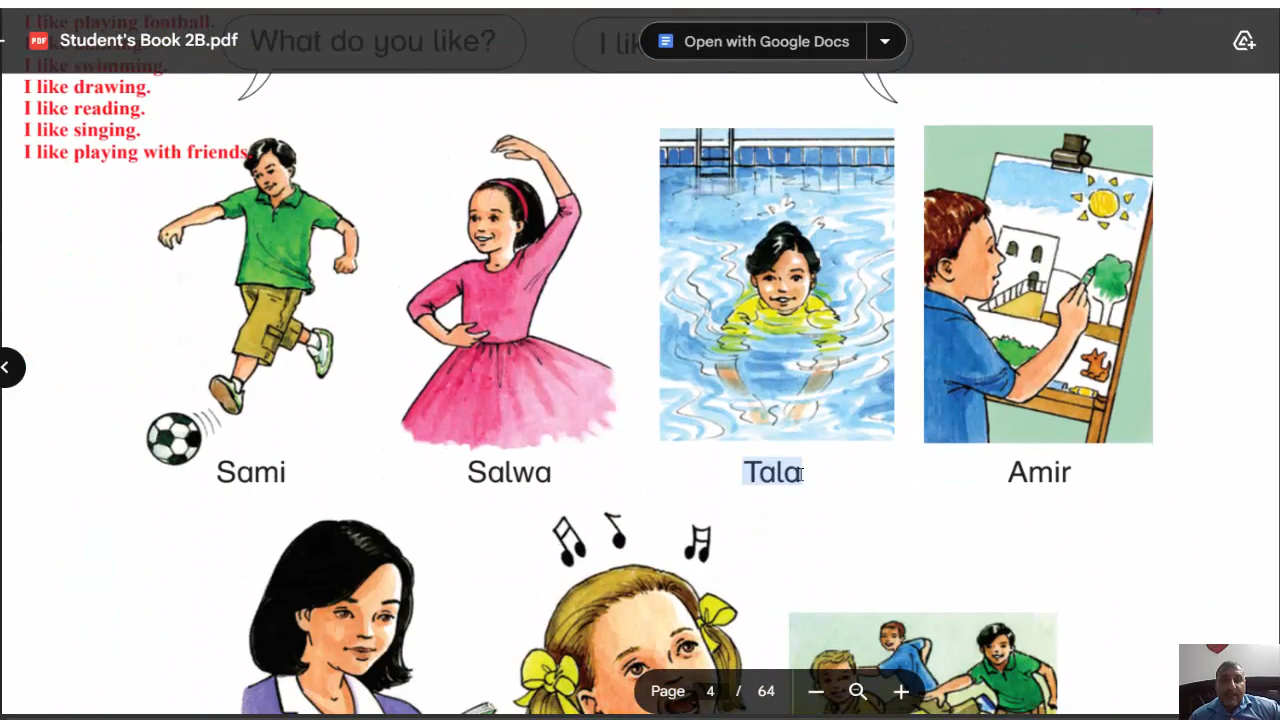 I like playing football.
Student's Book 2B.pdf
What do you like?
I lik
Open with Google Docs
I like swimming.
I like drawing.
I like reading.
I like singing.
I like playing with friends.
Sami
Salwa
Tala
Amir
Page 4 / 64